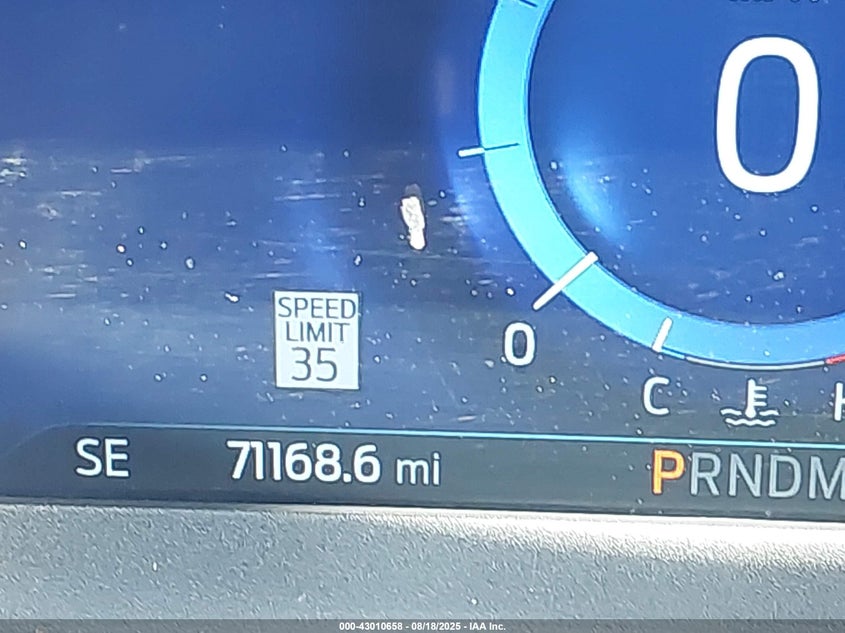 0
SPEED
LIMIT
35
0
C
H
SE 71168.6 mi PRNDM
000-43010658 - 08/18/2025 - IAA Inc.